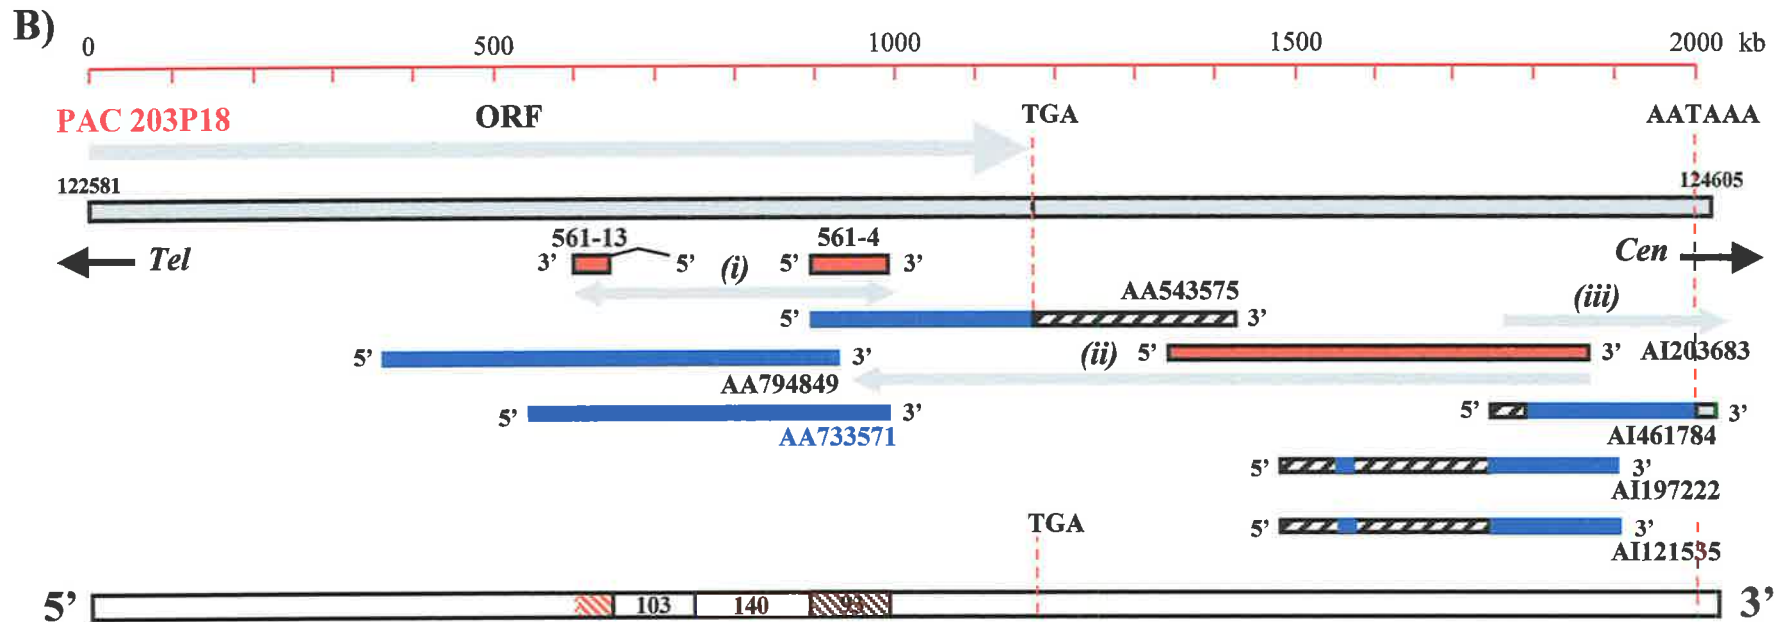 B)
0 500 1000 1500 2000 kb
PAC 203P18 ORF TGA AATAAA
122581 124605
Tel Cen
561-13 561-4
3’ 5’ (i) 5’ 3’
AA543575 (iii)
5’ 3’
5’ 3’ (ii) 5’ 3’ AI203683
AA794849
5’ 3’ 5’ 3’
AA733571 AI461784
5’ 3’
AI197222
TGA 5’ 3’
AI121535
5’ 103 140 93 3’